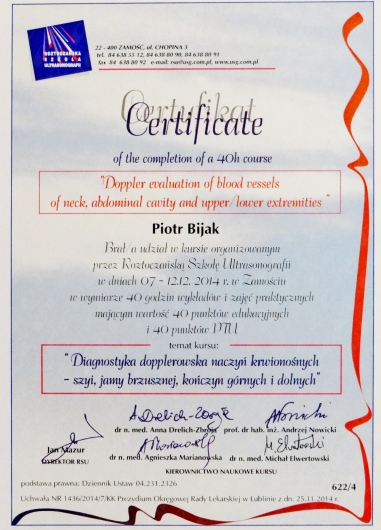 ROZTOCZAŃSKA
SZKOŁA
ULTRASONOGRAFII
22 - 400 ZAMOŚĆ, ul. CHOPINA 3
tel. 84 638 55 12, 84 638 80 90, 84 638 80 91
fax 84 638 80 92 e-mail: rsu@usg.com.pl, www.usg.com.pl
Certyfikat
Certificate
of the completion of a 40h course
"Doppler evaluation of blood vessels
of neck, abdominal cavity and upper/lower extremities"
Piotr Bijak
Brał/a udział w kursie organizowanym
przez Roztoczańską Szkołę Ultrasonografii
w dniach 07 - 12.12. 2014 r. w Zamościu
w wymiarze 40 godzin wykładów i zajęć praktycznych
mającym wartość 40 punktów edukacyjnych
i 40 punktów PTU
temat kursu:
"Diagnostyka dopplerowska naczyń krwionośnych
- szyi, jamy brzusznej, kończyn górnych i dolnych"
A. Drelich-Zbroja
dr n. med. Anna Drelich-Zbroja prof. dr hab. inż. Andrzej Nowicki
Jan Mazur
DYREKTOR RSU
M. Elwertowski
dr n. med. Agnieszka Marianowska dr n. med. Michał Elwertowski
KIEROWNICTWO NAUKOWE KURSU
podstawa prawna: Dziennik Ustaw 04.231.2326
622/4
Uchwała NR 1436/2014/7/KK Prezydium Okręgowej Rady Lekarskiej w Lublinie z dn. 25.11.2014 r.